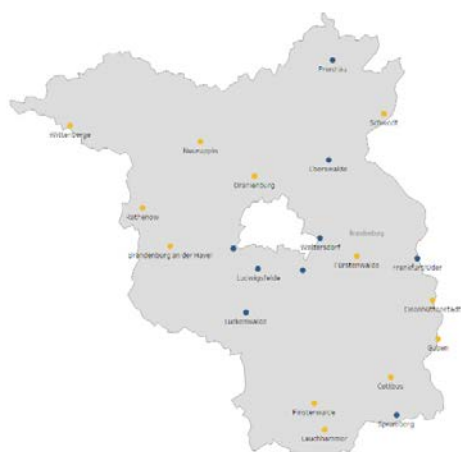 Prenzlau
Schwedt
Wittenberge
Neuruppin
Eberswalde
Oranienburg
Rathenow
Brandenburg
Woltersdorf
Brandenburg an der Havel
Fürstenwalde
Frankfurt/Oder
Ludwigsfelde
Eisenhüttenstadt
Luckenwalde
Guben
Cottbus
Finsterwalde
Spremberg
Lauchhammer